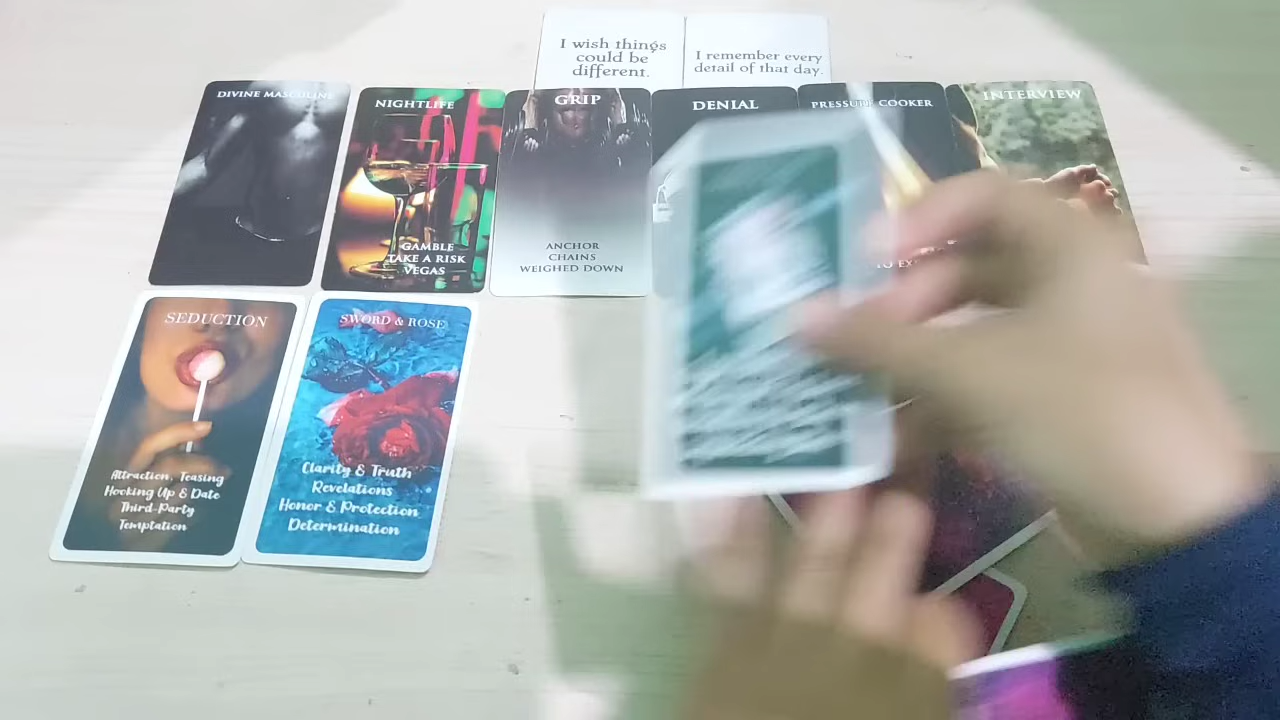 I wish things
could be
different.
I remember every
detail of that day.
DIVINE MASCULINE
NIGHTLIFE
GAMBLE
TAKE A RISK
VEGAS
GRIP
ANCHOR
CHAINS
WEIGHED DOWN
DENIAL
PRESSURE COOKER
INTERVIEW
SEDUCTION
Attraction, Teasing
Hooking Up & Date
Third-Party
Temptation
SWORD & ROSE
Clarity & Truth
Revelations
Honor & Protection
Determination